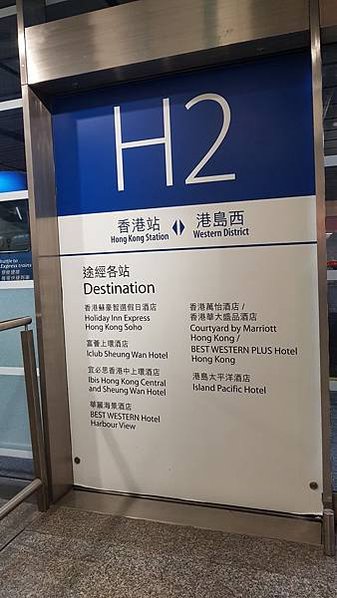 H2
香港站 港島西
Hong Kong Station Western District
途經各站
Destination
香港蘇豪智選假日酒店
Holiday Inn Express
Hong Kong Soho
富薈上環酒店
Iclub Sheung Wan Hotel
宜必思香港中上環酒店
Ibis Hong Kong Central
and Sheung Wan Hotel
華麗海景酒店
BEST WESTERN Hotel
Harbour View
香港萬怡酒店 /
香港華大盛品酒店
Courtyard by Marriott
Hong Kong /
BEST WESTERN PLUS Hotel
Hong Kong
港島太平洋酒店
Island Pacific Hotel